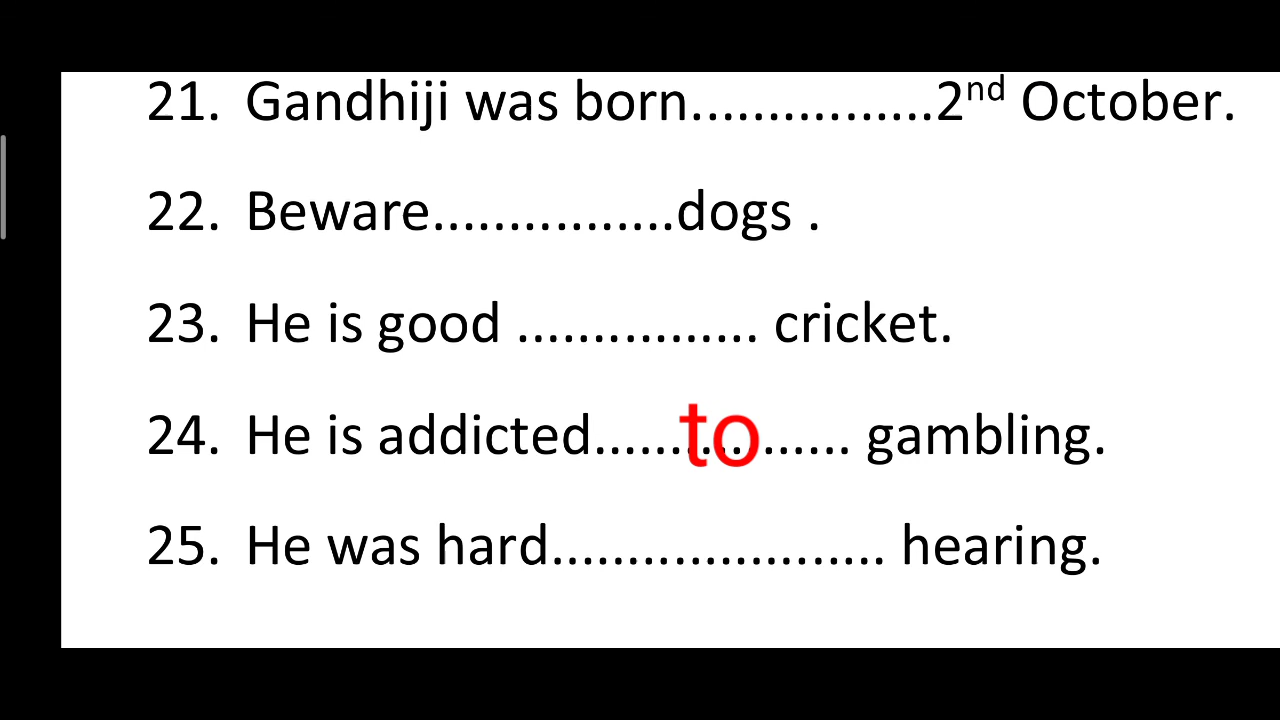 21. Gandhiji was born................2nd October.
22. Beware................dogs .
23. He is good ................ cricket.
24. He is addicted......to...... gambling.
25. He was hard...................... hearing.